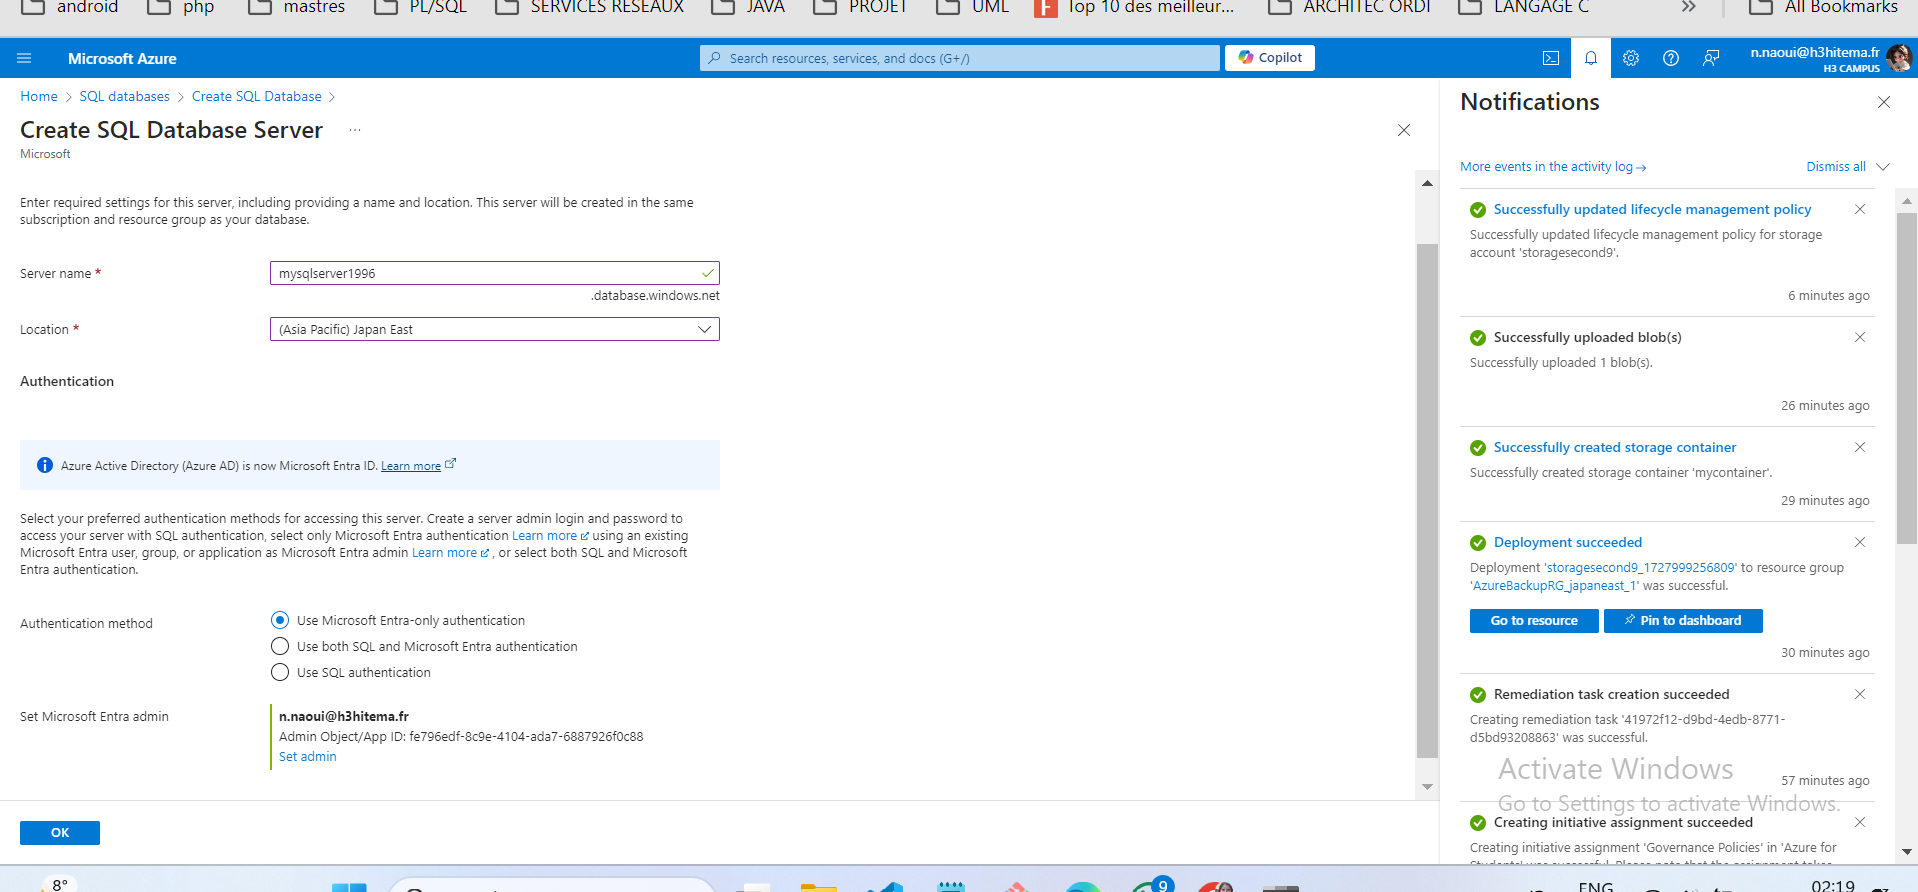 android php mastres PL/SQL SERVICES RESEAUX JAVA PROJET UML Top 10 des meilleur... ARCHITEC ORDI LANGAGE C All Bookmarks
Microsoft Azure
Search resources, services, and docs (G+/)
Copilot
n.naoui@h3hitema.fr
H3 CAMPUS
Home > SQL databases > Create SQL Database >
Create SQL Database Server ...
Microsoft
Enter required settings for this server, including providing a name and location. This server will be created in the same
subscription and resource group as your database.
Server name *
mysqlserver1996
.database.windows.net
Location *
(Asia Pacific) Japan East
Authentication
Azure Active Directory (Azure AD) is now Microsoft Entra ID. Learn more
Select your preferred authentication methods for accessing this server. Create a server admin login and password to
access your server with SQL authentication, select only Microsoft Entra authentication Learn more using an existing
Microsoft Entra user, group, or application as Microsoft Entra admin Learn more , or select both SQL and Microsoft
Entra authentication.
Authentication method
Use Microsoft Entra-only authentication
Use both SQL and Microsoft Entra authentication
Use SQL authentication
Set Microsoft Entra admin
n.naoui@h3hitema.fr
Admin Object/App ID: fe796edf-8c9e-4104-ada7-6887926f0c88
Set admin
OK
Notifications
More events in the activity log →
Dismiss all
Successfully updated lifecycle management policy
Successfully updated lifecycle management policy for storage
account 'storagesecond9'.
6 minutes ago
Successfully uploaded blob(s)
Successfully uploaded 1 blob(s).
26 minutes ago
Successfully created storage container
Successfully created storage container 'mycontainer'.
29 minutes ago
Deployment succeeded
Deployment 'storagesecond9_1727999256809' to resource group
'AzureBackupRG_japaneast_1' was successful.
Go to resource
Pin to dashboard
30 minutes ago
Remediation task creation succeeded
Creating remediation task '41972f12-d9bd-4edb-8771-
d5bd93208863' was successful.
Activate Windows
57 minutes ago
Go to Settings to activate Windows.
Creating initiative assignment succeeded
Creating initiative assignment 'Governance Policies' in 'Azure for
8°
9
ENG
02:19